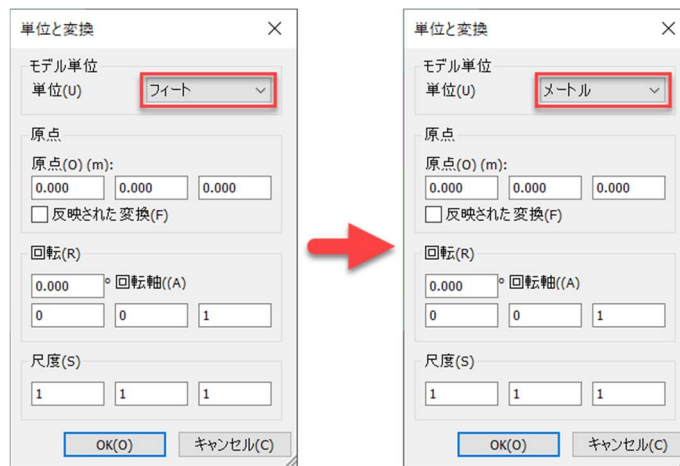 単位と変換
モデル単位
単位(U) フィート
原点
原点(O) (m):
0.000 0.000 0.000
反映された変換(F)
回転(R)
0.000 ° 回転軸((A)
0 0 1
尺度(S)
1 1 1
OK(O) キャンセル(C)
単位と変換
モデル単位
単位(U) メートル
原点
原点(O) (m):
0.000 0.000 0.000
反映された変換(F)
回転(R)
0.000 ° 回転軸((A)
0 0 1
尺度(S)
1 1 1
OK(O) キャンセル(C)